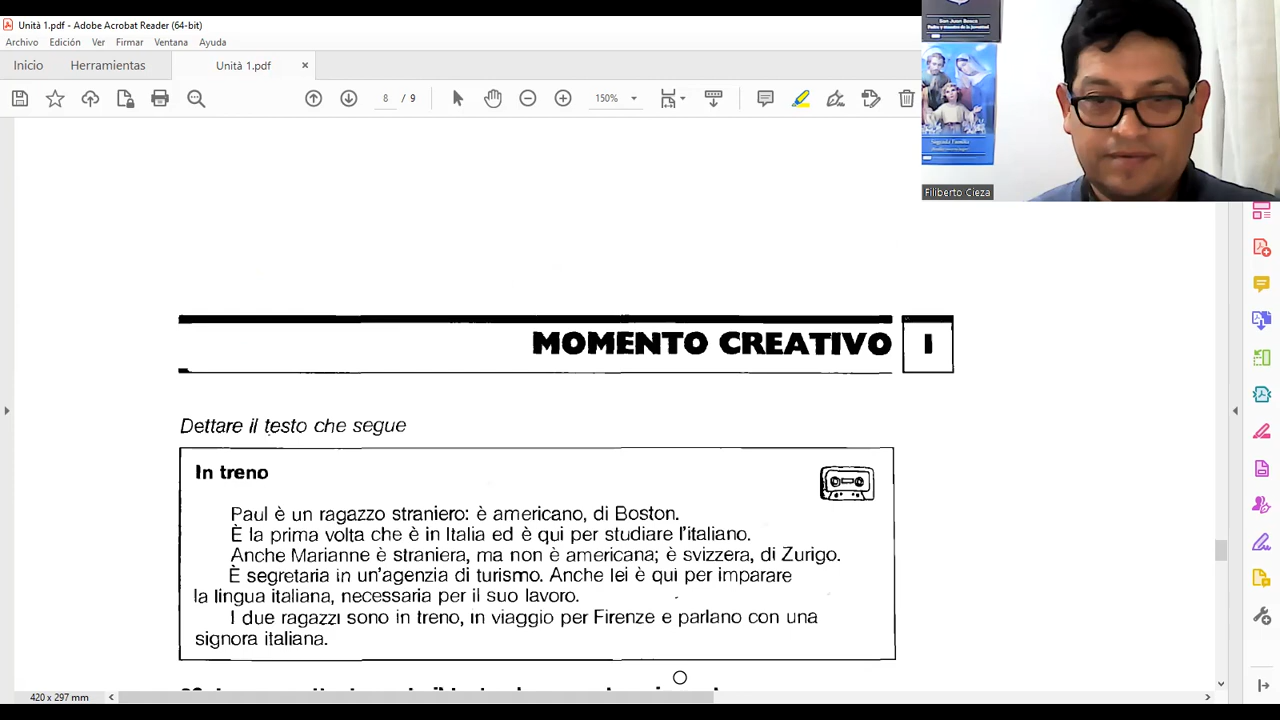 Unità 1.pdf - Adobe Acrobat Reader (64-bit)
Archivo Edición Ver Firmar Ventana Ayuda
Inicio Herramientas Unità 1.pdf ×
8 / 9 150%
Filiberto Cieza
MOMENTO CREATIVO 1
Dettare il testo che segue
In treno
Paul è un ragazzo straniero: è americano, di Boston.
È la prima volta che è in Italia ed è qui per studiare l'italiano.
Anche Marianne è straniera, ma non è americana; è svizzera, di Zurigo.
È segretaria in un'agenzia di turismo. Anche lei è qui per imparare
la lingua italiana, necessaria per il suo lavoro.
I due ragazzi sono in treno, in viaggio per Firenze e parlano con una
signora italiana.
420 x 297 mm